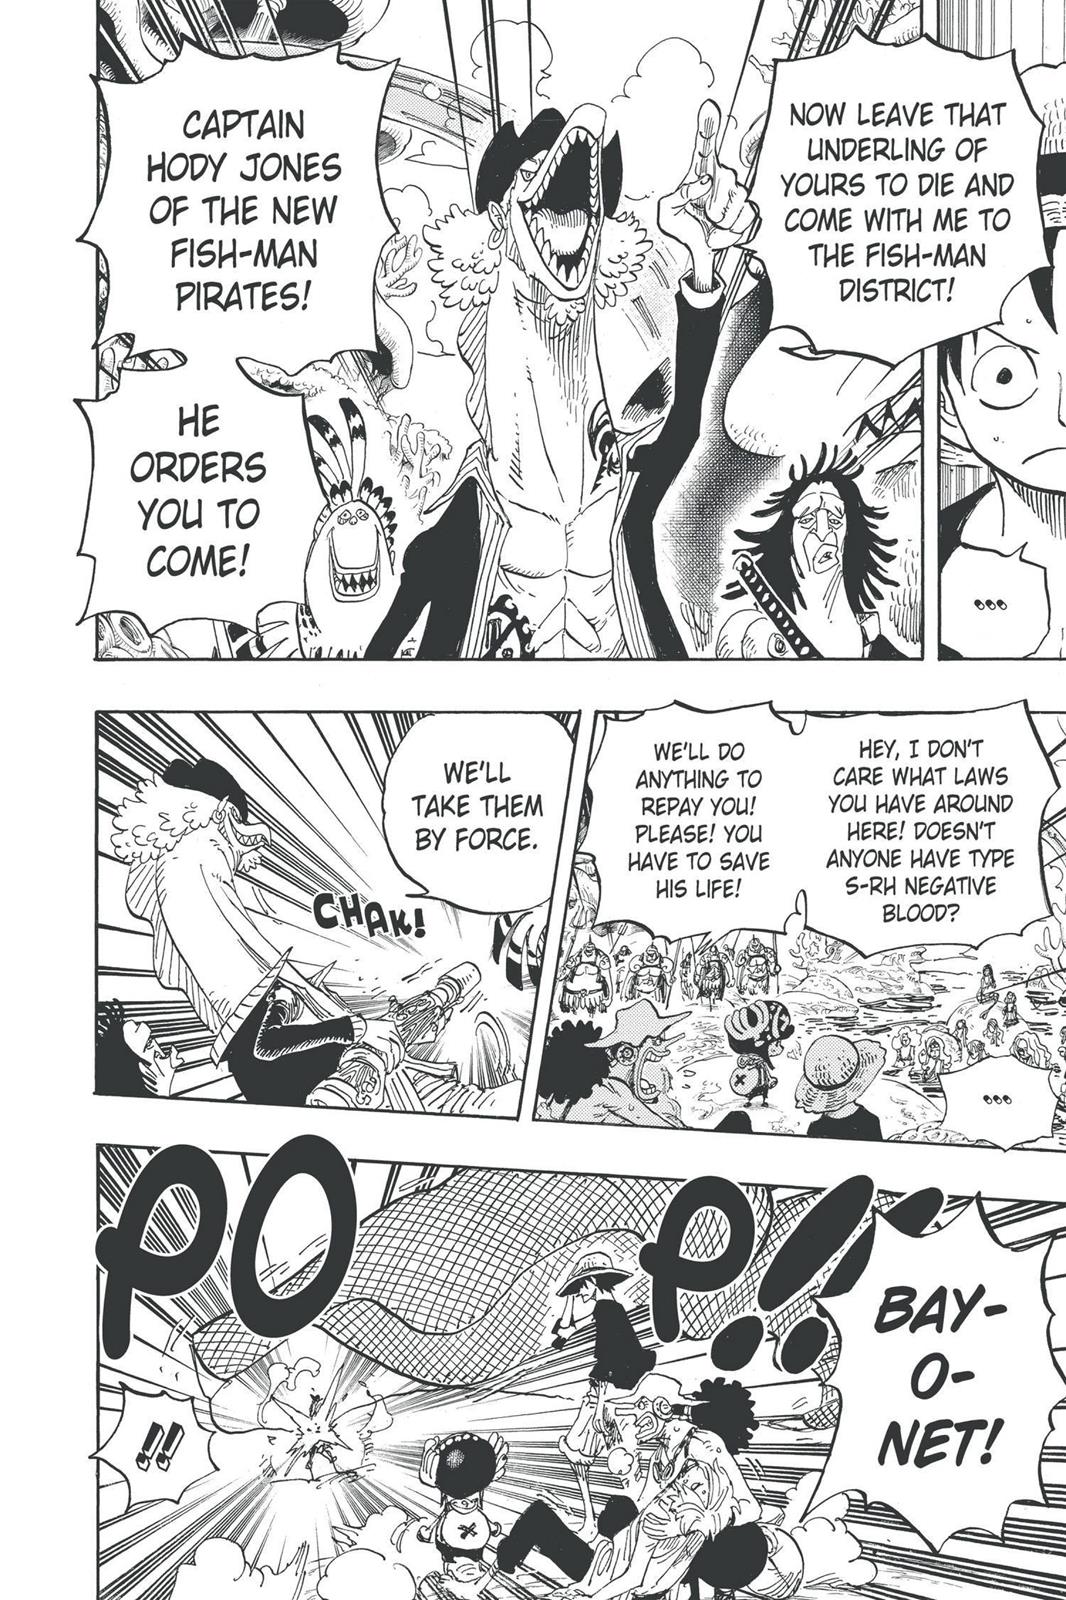 NOW LEAVE THAT
UNDERLING OF
YOURS TO DIE AND
COME WITH ME TO
THE FISH-MAN
DISTRICT!
CAPTAIN
HODY JONES
OF THE NEW
FISH-MAN
PIRATES!
HE
ORDERS
YOU TO
COME!
...
HEY, I DON'T
CARE WHAT LAWS
YOU HAVE AROUND
HERE! DOESN'T
ANYONE HAVE TYPE
S-RH NEGATIVE
BLOOD?
WE'LL DO
ANYTHING TO
REPAY YOU!
PLEASE! YOU
HAVE TO SAVE
HIS LIFE!
...
WE'LL
TAKE THEM
BY FORCE.
CHAK!
BAY-
O-
NET!
POP!!
!!